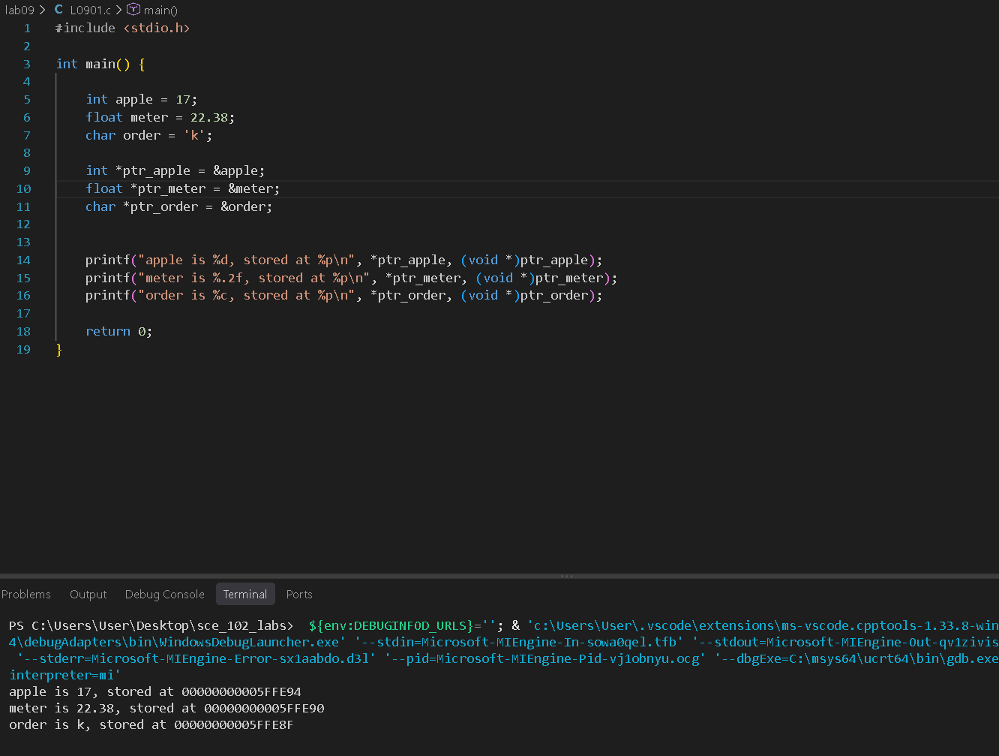 lab09 > C L0901.c > main()
1 #include <stdio.h>
2
3 int main() {
4
5 int apple = 17;
6 float meter = 22.38;
7 char order = 'k';
8
9 int *ptr_apple = &apple;
10 float *ptr_meter = &meter;
11 char *ptr_order = &order;
12
13
14 printf("apple is %d, stored at %p\n", *ptr_apple, (void *)ptr_apple);
15 printf("meter is %.2f, stored at %p\n", *ptr_meter, (void *)ptr_meter);
16 printf("order is %c, stored at %p\n", *ptr_order, (void *)ptr_order);
17
18 return 0;
19 }
Problems Output Debug Console Terminal Ports
PS C:\Users\User\Desktop\sce_102_labs> ${env:DEBUGINFOD_URLS}=''; & 'c:\Users\User\.vscode\extensions\ms-vscode.cpptools-1.33.8-win
4\debugAdapters\bin\WindowsDebugLauncher.exe' '--stdin=Microsoft-MIEngine-In-sowa0qel.tfb' '--stdout=Microsoft-MIEngine-Out-qv1zivis
'--stderr=Microsoft-MIEngine-Error-sx1aabdo.d3l' '--pid=Microsoft-MIEngine-Pid-vj1obnyu.ocg' '--dbgExe=C:\msys64\ucrt64\bin\gdb.exe
interpreter=mi'
apple is 17, stored at 00000000005FFE94
meter is 22.38, stored at 00000000005FFE90
order is k, stored at 00000000005FFE8F